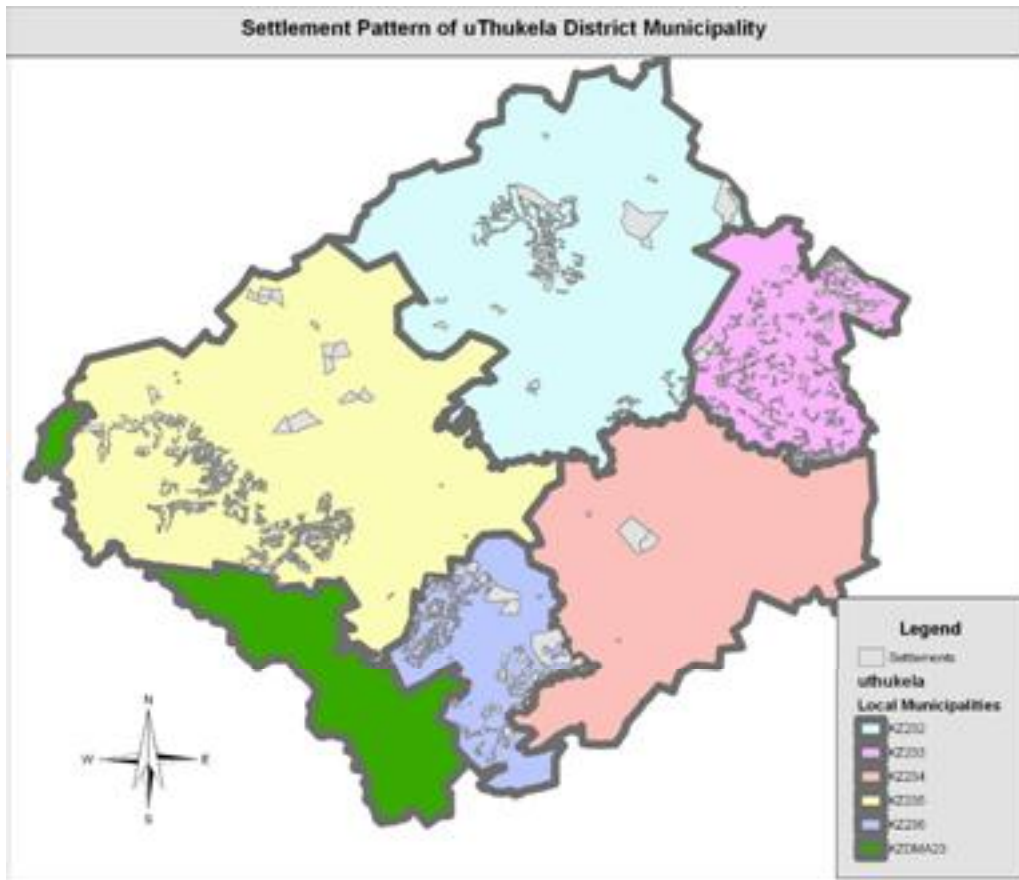 Settlement Pattern of uThukela District Municipality
N
W E
S
Legend
Settlements
uthukela
Local Municipalities
KZ232
KZ233
KZ234
KZ235
KZ236
KZDMA23